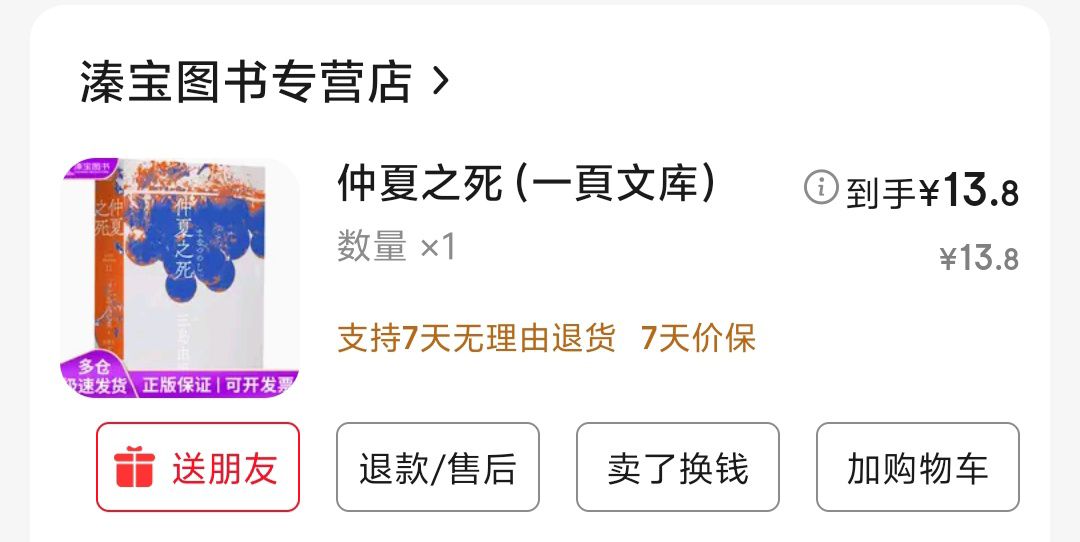 溱宝图书专营店 >
溱宝图书
仲夏之死
仲夏之死
まなつのし
三岛由
多仓
极速发货
正版保证 | 可开发票
仲夏之死 (一頁文库)
到手¥13.8
数量 ×1
¥13.8
支持7天无理由退货 7天价保
送朋友
退款/售后
卖了换钱
加购物车